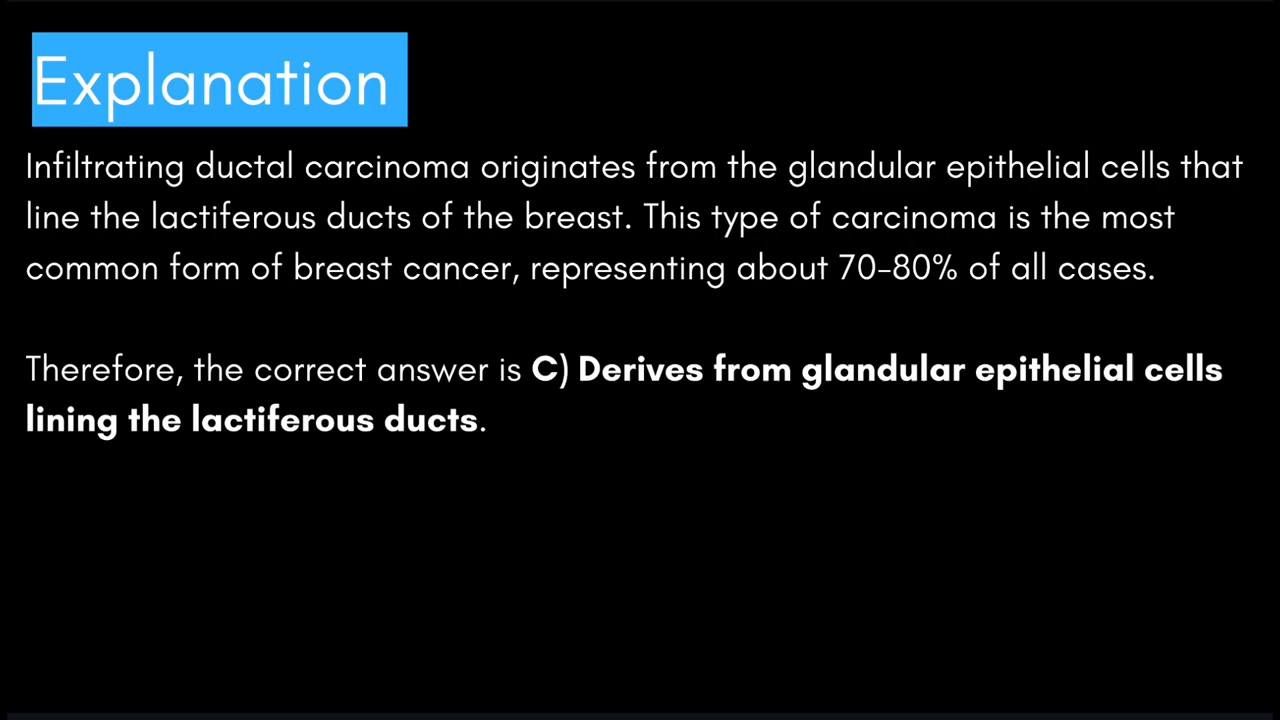 Explanation
Infiltrating ductal carcinoma originates from the glandular epithelial cells that
line the lactiferous ducts of the breast. This type of carcinoma is the most
common form of breast cancer, representing about 70-80% of all cases.
Therefore, the correct answer is C) Derives from glandular epithelial cells
lining the lactiferous ducts.